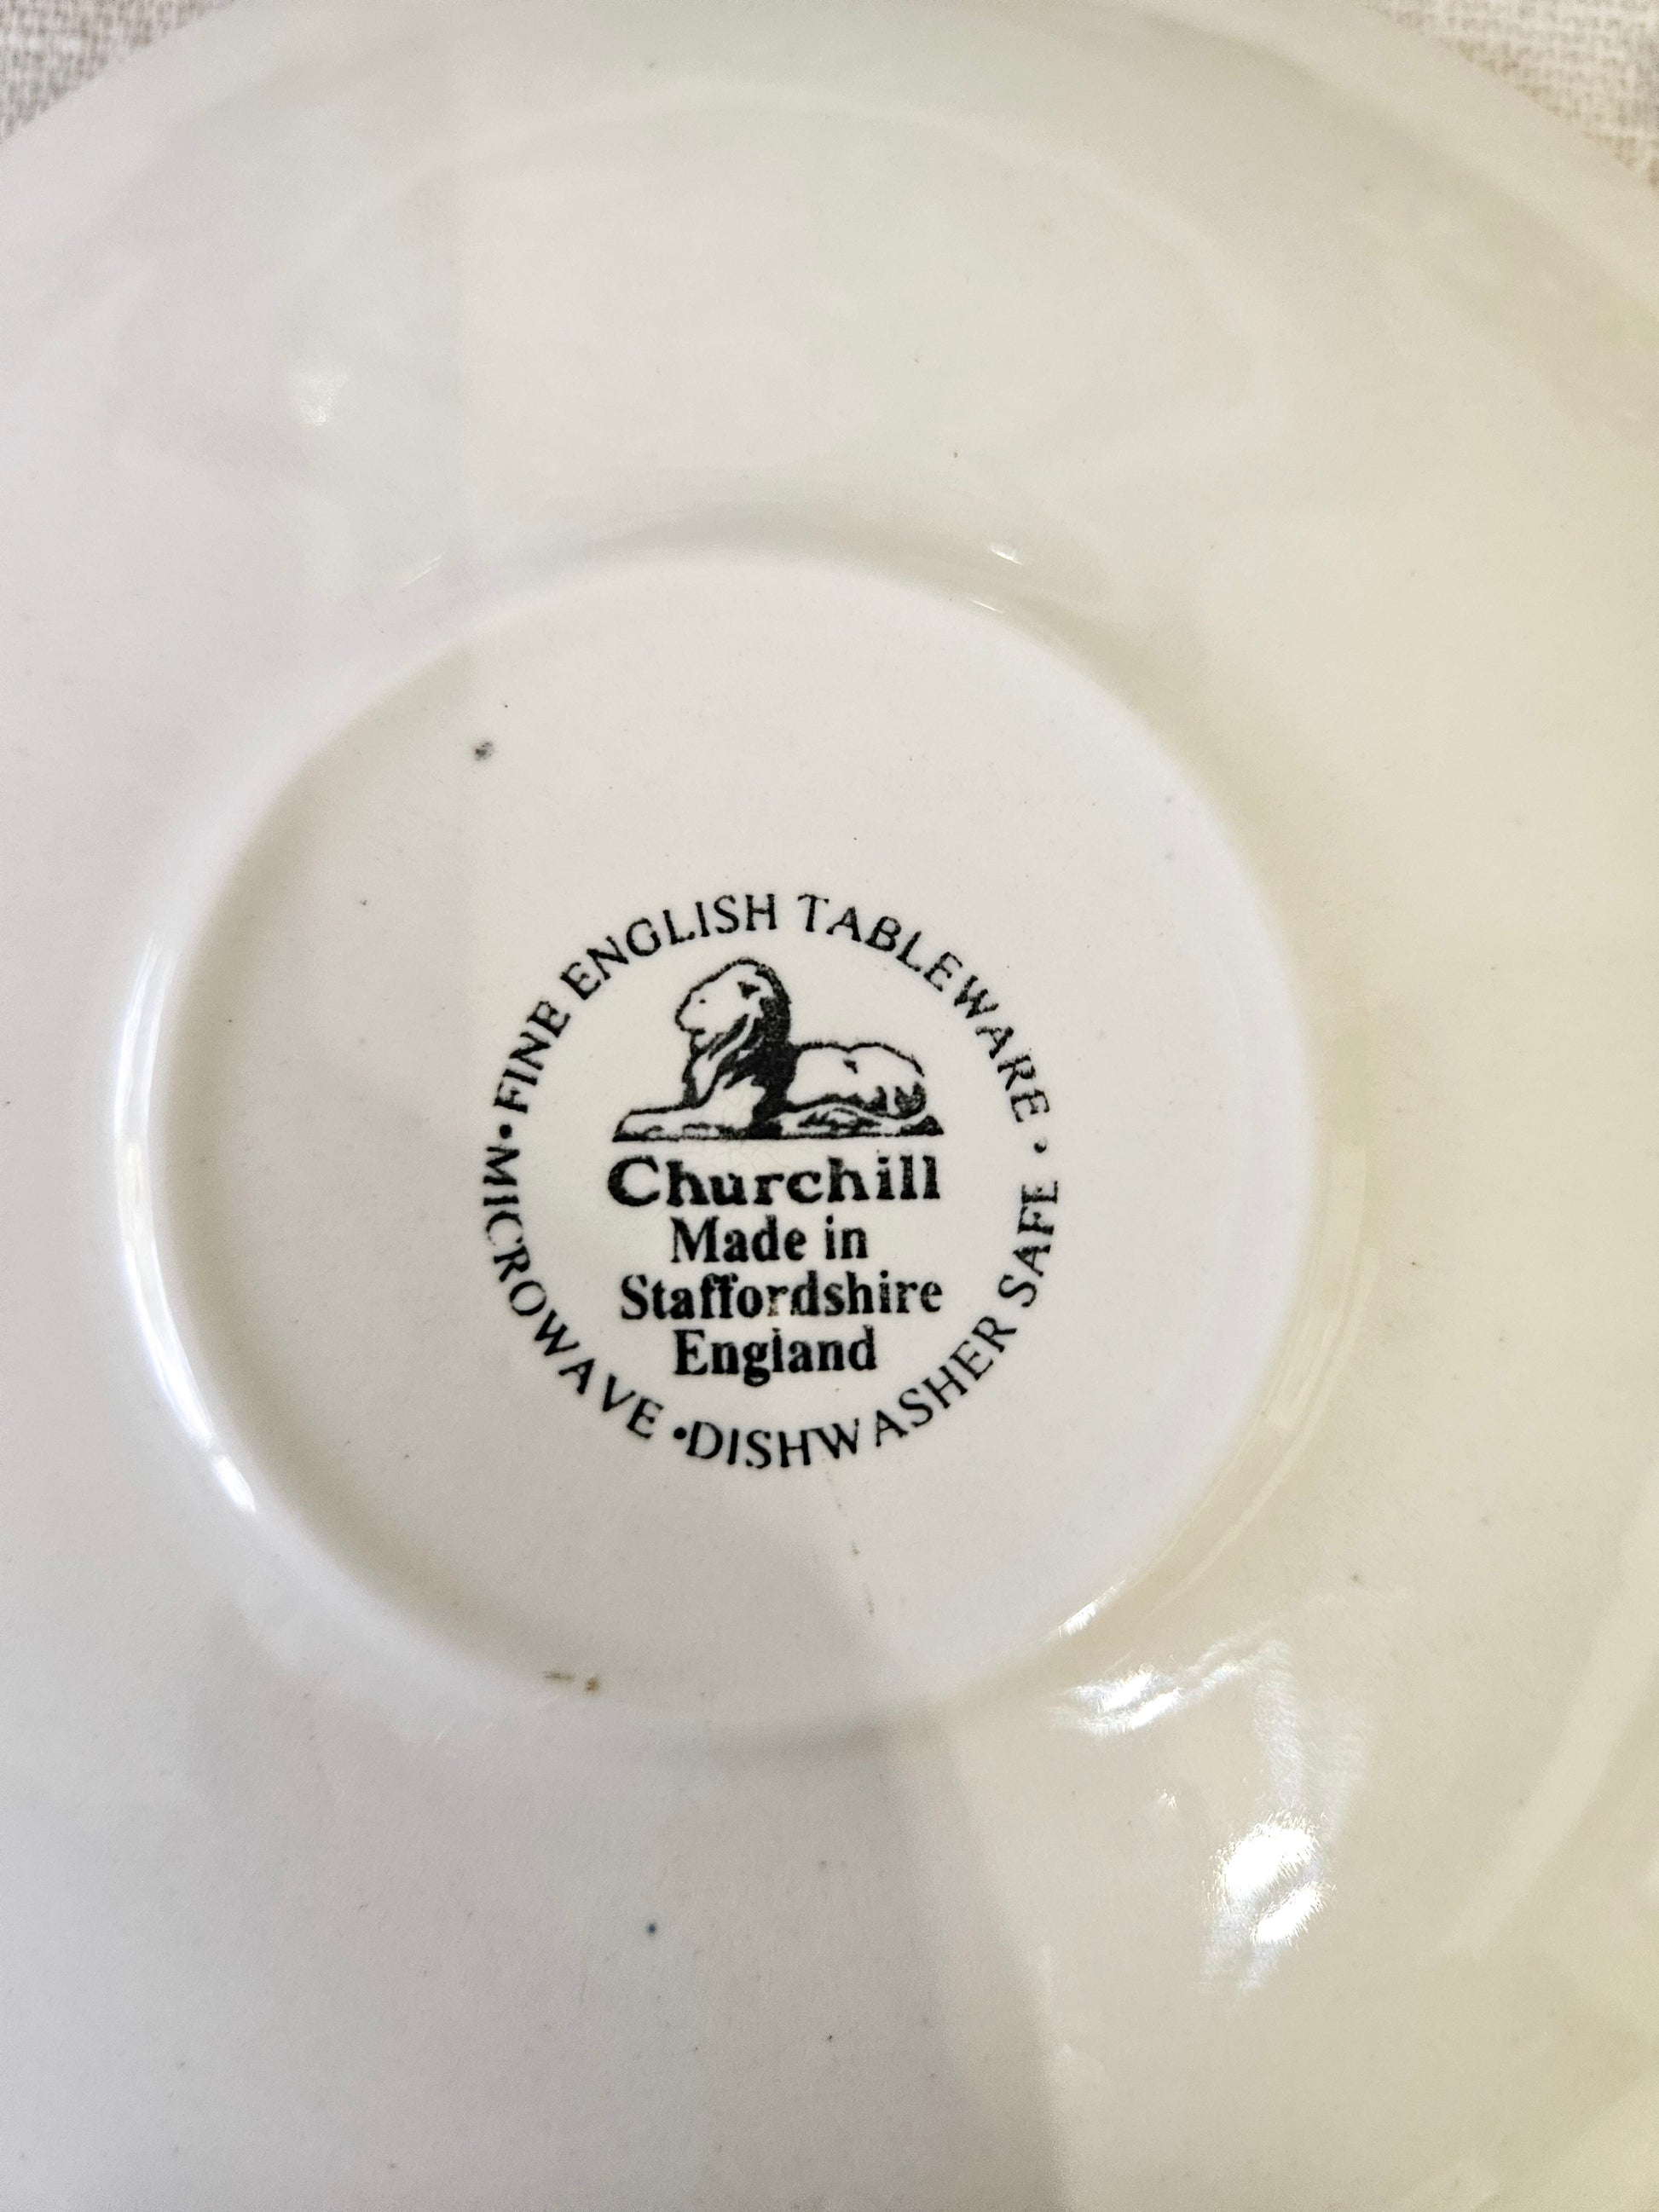 • FINE ENGLISH TABLEWARE •
Churchill
Made in
Staffordshire
England
MICROWAVE • DISHWASHER SAFE